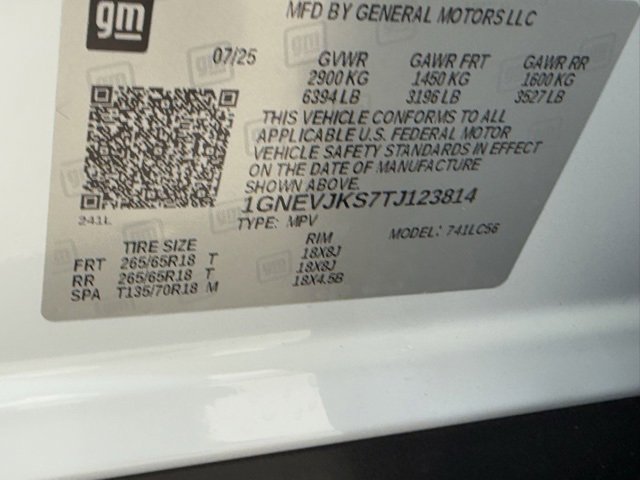 gm
MFD BY GENERAL MOTORS LLC
07/25 GVWR GAWR FRT GAWR RR
2900 KG 1450 KG 1600 KG
6394 LB 3196 LB 3527 LB
THIS VEHICLE CONFORMS TO ALL
APPLICABLE U.S. FEDERAL MOTOR
VEHICLE SAFETY STANDARDS IN EFFECT
ON THE DATE OF MANUFACTURE
SHOWN ABOVE.
1GNEVJKS7TJ123814
241L
TYPE: MPV MODEL: 741LC56
TIRE SIZE RIM
FRT 265/65R18 T 18X8J
RR 265/65R18 T 18X8J
SPA T135/70R18 M 18X4.5B